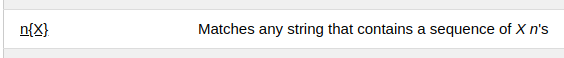 n{X} Matches any string that contains a sequence of X n's